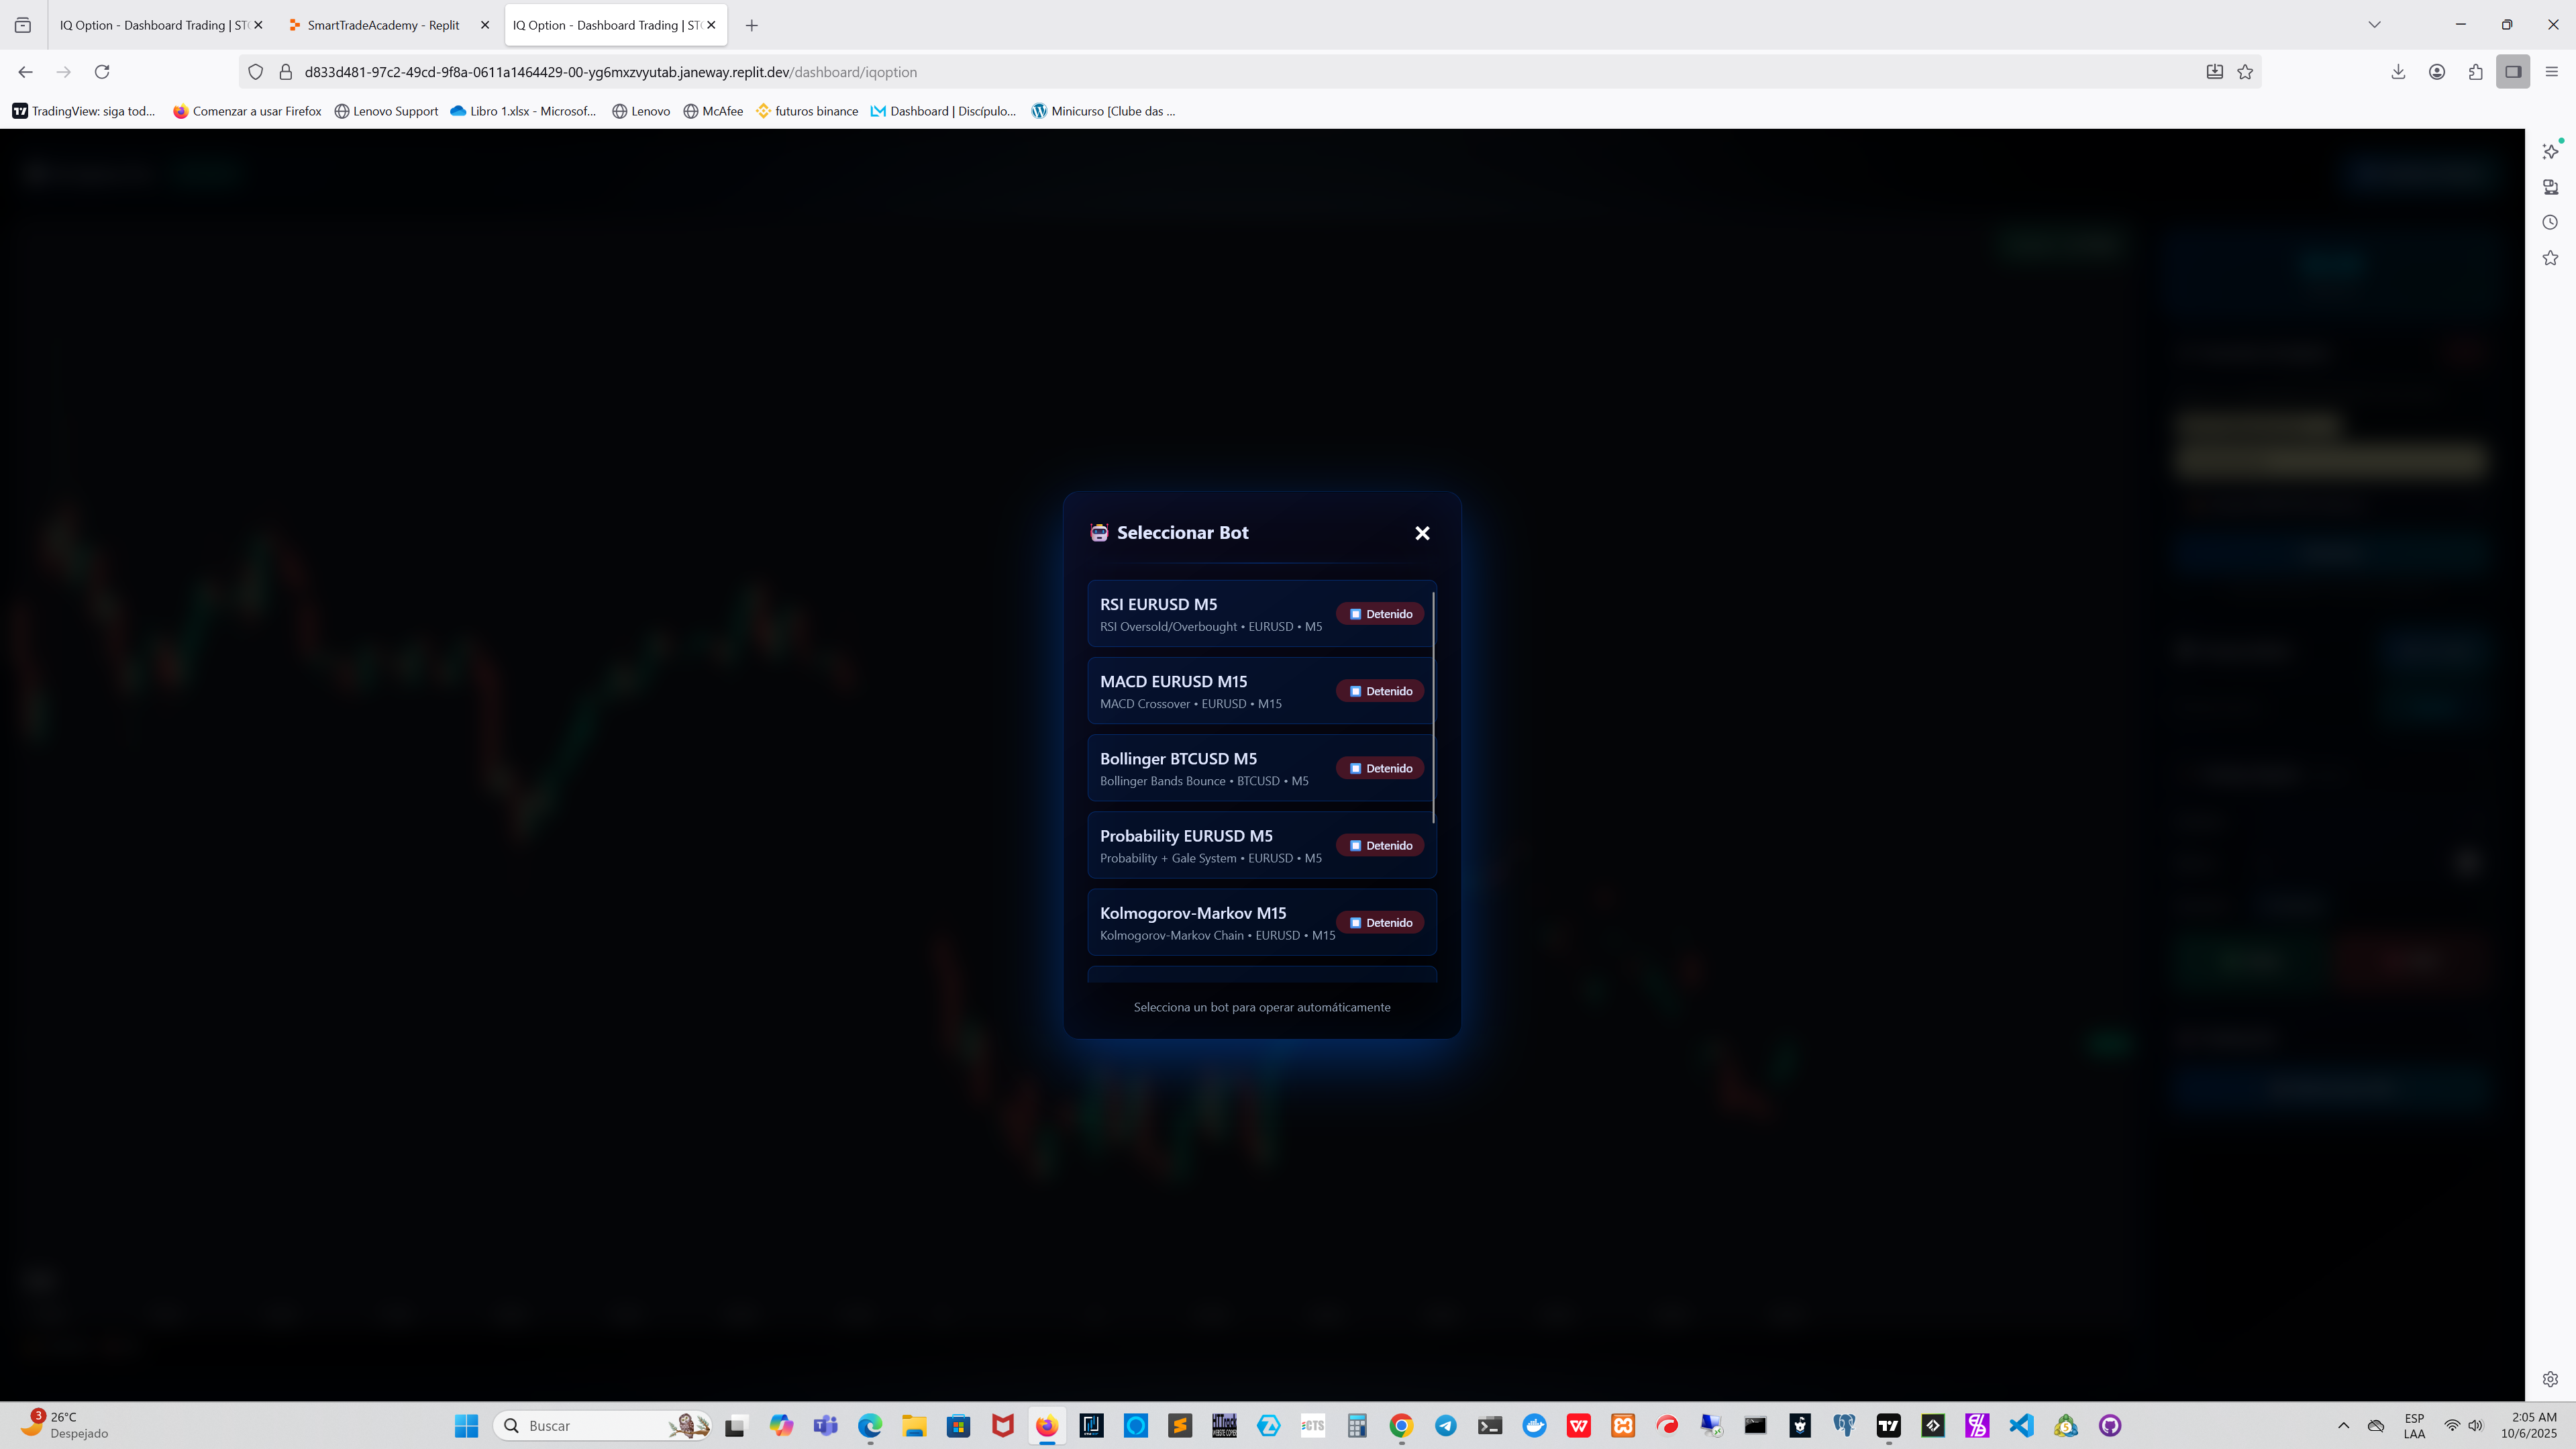 IQ Option - Dashboard Trading | STO
SmartTradeAcademy - Replit
IQ Option - Dashboard Trading | STO
d833d481-97c2-49cd-9f8a-0611a1464429-00-yg6mxzvyutab.janeway.replit.dev/dashboard/iqoption
TradingView: siga tod...
Comenzar a usar Firefox
Lenovo Support
Libro 1.xlsx - Microsof...
Lenovo
McAfee
futuros binance
Dashboard | Discípulo...
Minicurso [Clube das ...
Seleccionar Bot
RSI EURUSD M5
RSI Oversold/Overbought • EURUSD • M5
Detenido
MACD EURUSD M15
MACD Crossover • EURUSD • M15
Detenido
Bollinger BTCUSD M5
Bollinger Bands Bounce • BTCUSD • M5
Detenido
Probability EURUSD M5
Probability + Gale System • EURUSD • M5
Detenido
Kolmogorov-Markov M15
Kolmogorov-Markov Chain • EURUSD • M15
Detenido
Selecciona un bot para operar automáticamente
3
26°C
Despejado
Buscar
ESP
LAA
2:05 AM
10/6/2025